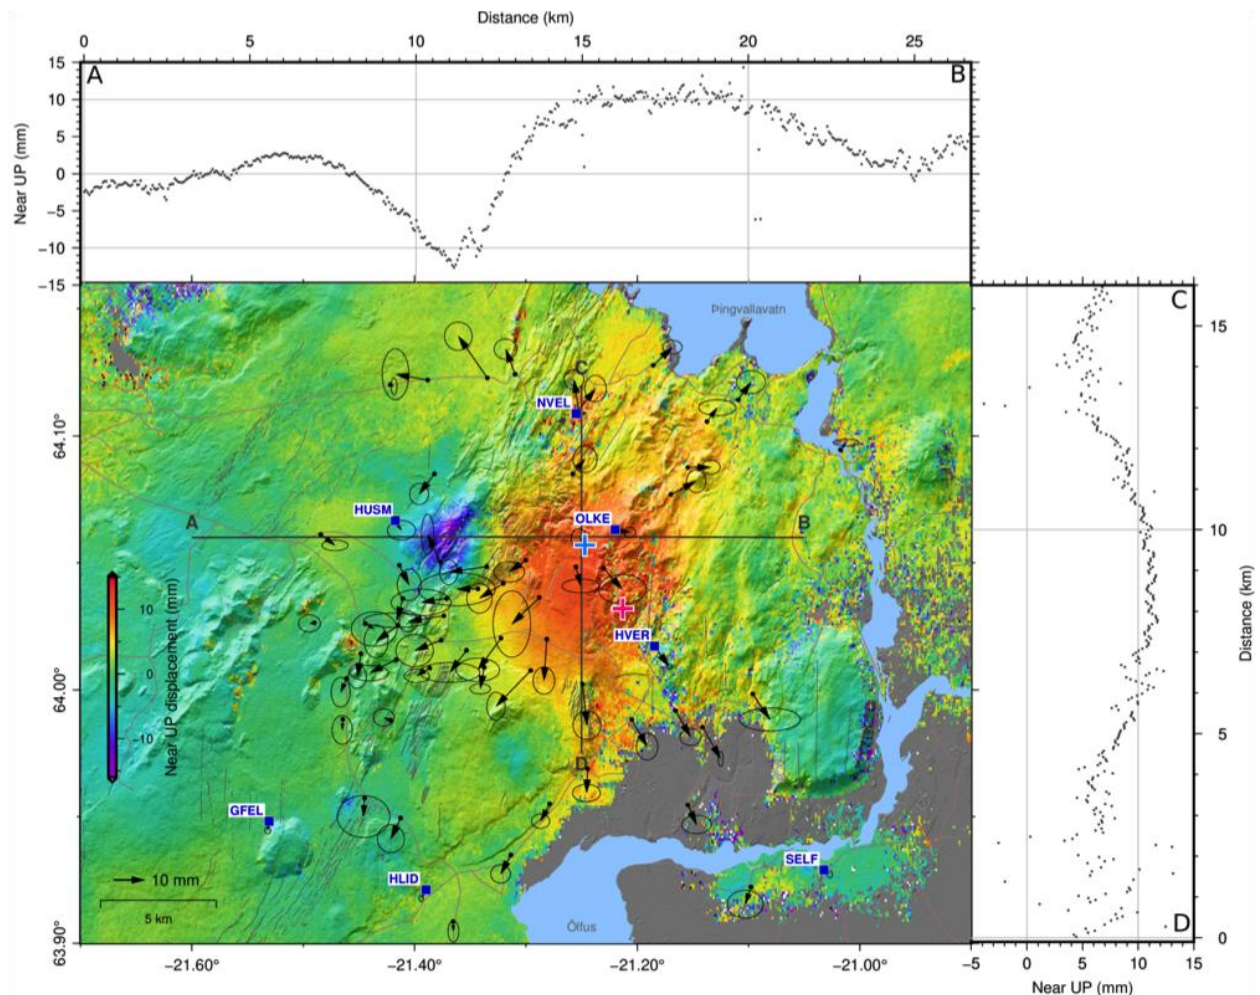 Distance (km)
0 5 10 15 20 25
A B
15
10
5
0
−5
−10
−15
Near UP (mm)
Þingvallavatn
C
NVEL
64.10°
HUSM
OLKE
A B
10
0
−10
Near UP displacement (mm)
HVER
64.00°
D
GFEL
HLID
SELF
10 mm
5 km
Ölfus
63.90°
−21.60° −21.40° −21.20° −21.00°
C
15
10
5
0
Distance (km)
D
−5 0 5 10 15
Near UP (mm)